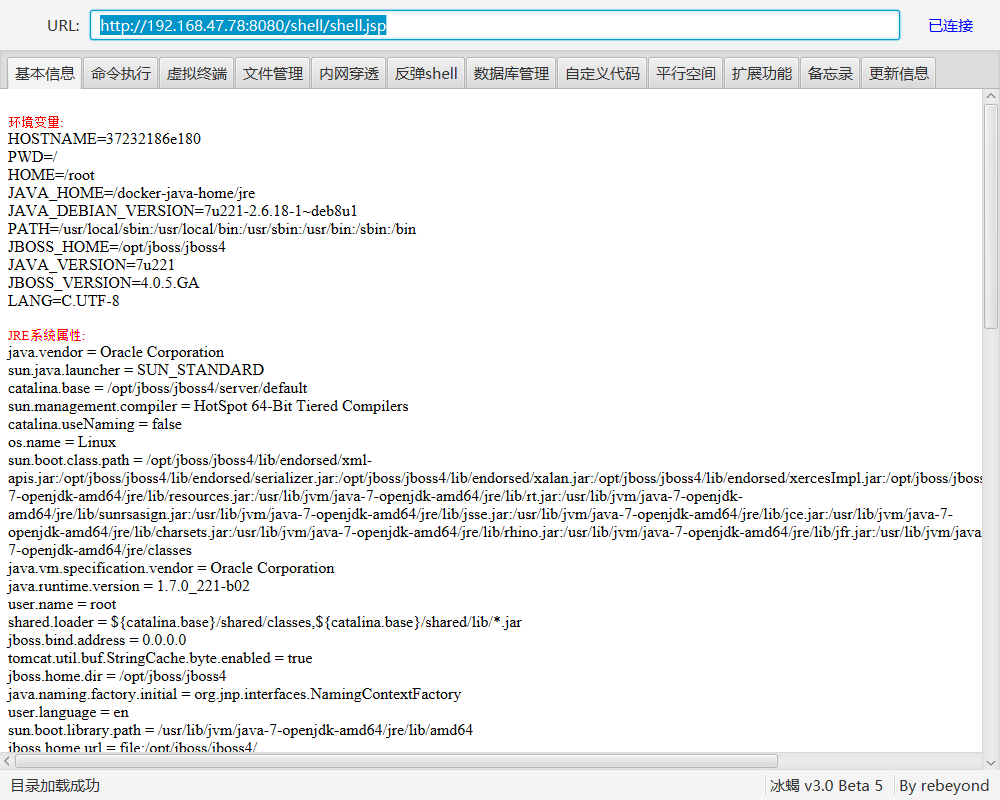 URL: http://192.168.47.78:8080/shell/shell.jsp 已连接
基本信息 命令执行 虚拟终端 文件管理 内网穿透 反弹shell 数据库管理 自定义代码 平行空间 扩展功能 备忘录 更新信息
环境变量:
HOSTNAME=37232186e180
PWD=/
HOME=/root
JAVA_HOME=/docker-java-home/jre
JAVA_DEBIAN_VERSION=7u221-2.6.18-1~deb8u1
PATH=/usr/local/sbin:/usr/local/bin:/usr/sbin:/usr/bin:/sbin:/bin
JBOSS_HOME=/opt/jboss/jboss4
JAVA_VERSION=7u221
JBOSS_VERSION=4.0.5.GA
LANG=C.UTF-8
JRE系统属性:
java.vendor = Oracle Corporation
sun.java.launcher = SUN_STANDARD
catalina.base = /opt/jboss/jboss4/server/default
sun.management.compiler = HotSpot 64-Bit Tiered Compilers
catalina.useNaming = false
os.name = Linux
sun.boot.class.path = /opt/jboss/jboss4/lib/endorsed/xml-
apis.jar:/opt/jboss/jboss4/lib/endorsed/serializer.jar:/opt/jboss/jboss4/lib/endorsed/xalan.jar:/opt/jboss/jboss4/lib/endorsed/xercesImpl.jar:/opt/jboss/jboss
7-openjdk-amd64/jre/lib/resources.jar:/usr/lib/jvm/java-7-openjdk-amd64/jre/lib/rt.jar:/usr/lib/jvm/java-7-openjdk-
amd64/jre/lib/sunrsasign.jar:/usr/lib/jvm/java-7-openjdk-amd64/jre/lib/jsse.jar:/usr/lib/jvm/java-7-openjdk-amd64/jre/lib/jce.jar:/usr/lib/jvm/java-7-
openjdk-amd64/jre/lib/charsets.jar:/usr/lib/jvm/java-7-openjdk-amd64/jre/lib/rhino.jar:/usr/lib/jvm/java-7-openjdk-amd64/jre/lib/jfr.jar:/usr/lib/jvm/java
7-openjdk-amd64/jre/classes
java.vm.specification.vendor = Oracle Corporation
java.runtime.version = 1.7.0_221-b02
user.name = root
shared.loader = ${catalina.base}/shared/classes,${catalina.base}/shared/lib/*.jar
jboss.bind.address = 0.0.0.0
tomcat.util.buf.StringCache.byte.enabled = true
jboss.home.dir = /opt/jboss/jboss4
java.naming.factory.initial = org.jnp.interfaces.NamingContextFactory
user.language = en
sun.boot.library.path = /usr/lib/jvm/java-7-openjdk-amd64/jre/lib/amd64
jboss.home.url = file:/opt/jboss/jboss4/
目录加载成功 冰蝎 v3.0 Beta 5 By rebeyond